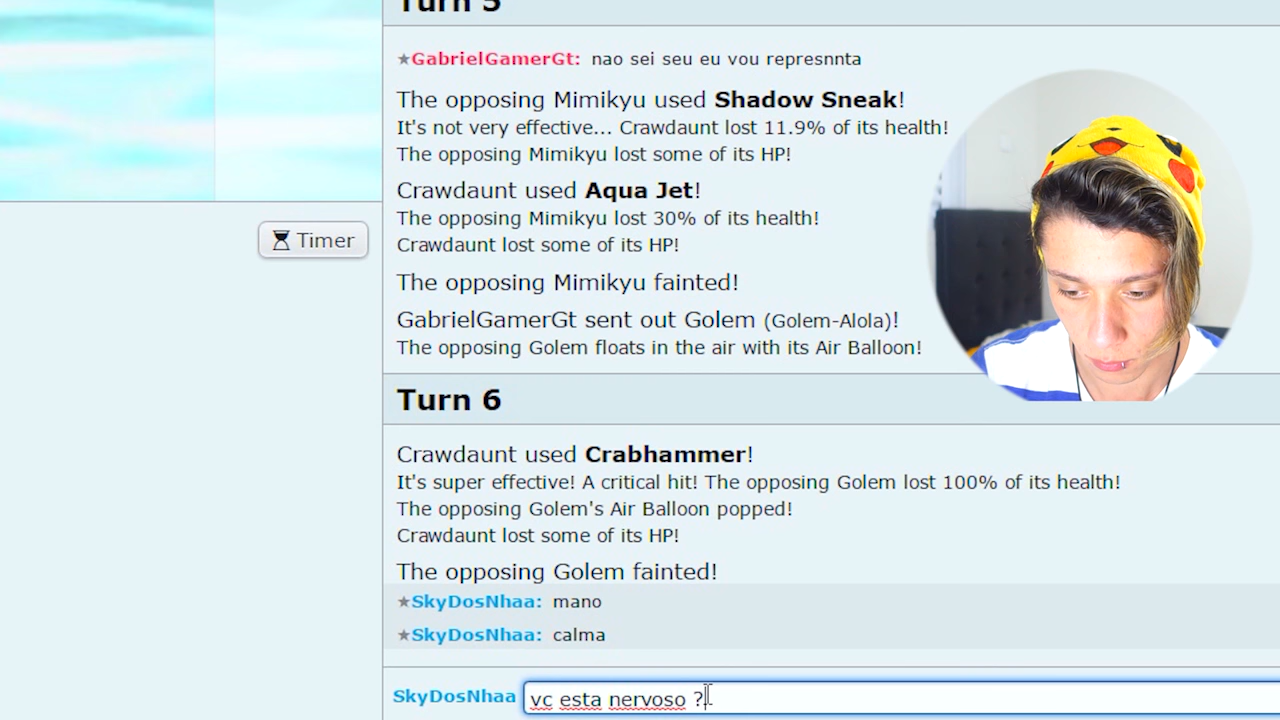 Turn 5
★GabrielGamerGt: nao sei seu eu vou represnnta
The opposing Mimikyu used Shadow Sneak!
It's not very effective... Crawdaunt lost 11.9% of its health!
The opposing Mimikyu lost some of its HP!
Crawdaunt used Aqua Jet!
The opposing Mimikyu lost 30% of its health!
Crawdaunt lost some of its HP!
Timer
The opposing Mimikyu fainted!
GabrielGamerGt sent out Golem (Golem-Alola)!
The opposing Golem floats in the air with its Air Balloon!
Turn 6
Crawdaunt used Crabhammer!
It's super effective! A critical hit! The opposing Golem lost 100% of its health!
The opposing Golem's Air Balloon popped!
Crawdaunt lost some of its HP!
The opposing Golem fainted!
★SkyDosNhaa: mano
★SkyDosNhaa: calma
SkyDosNhaa vc esta nervoso ?